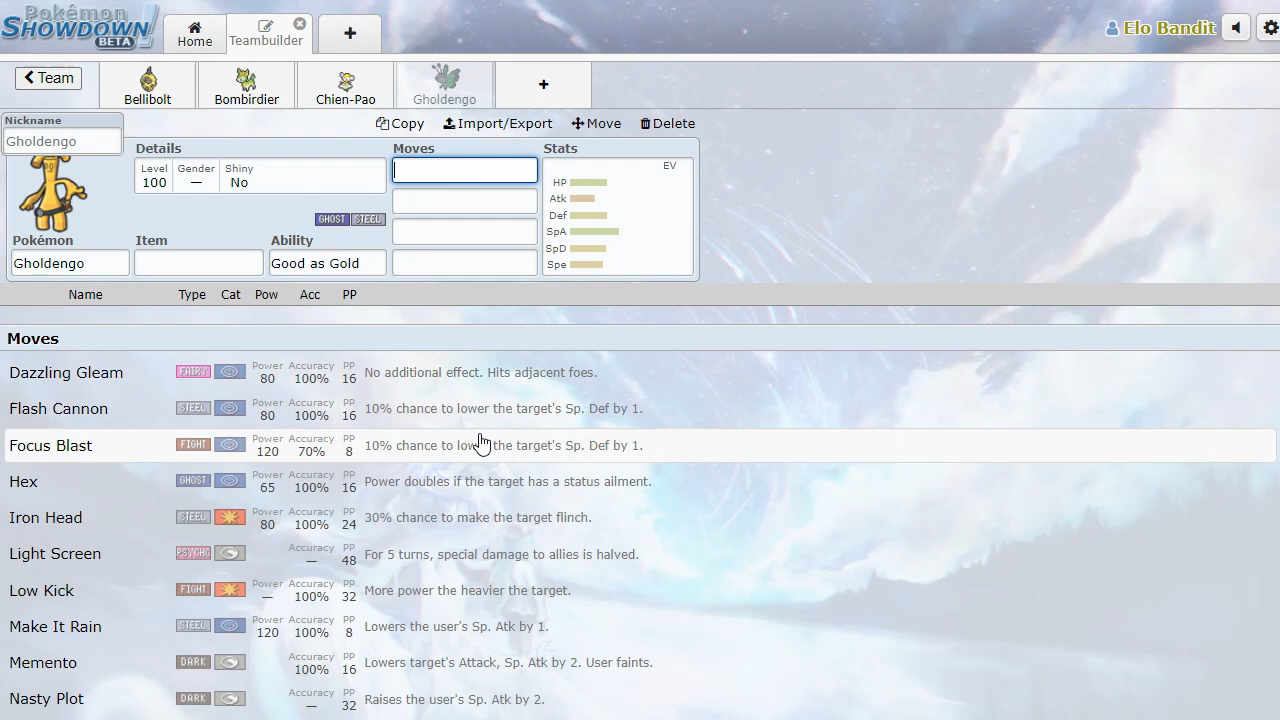 Pokémon
SHOWDOWN!
BETA
Home
Teambuilder
+
Elo Bandit
Team
Bellibolt
Bombirdier
Chien-Pao
Gholdengo
+
Nickname
Gholdengo
Copy
Import/Export
Move
Delete
Details
Level
100
Gender
—
Shiny
No
GHOST STEEL
Pokémon
Gholdengo
Item
Ability
Good as Gold
Moves
Stats
EV
HP
Atk
Def
SpA
SpD
Spe
Name Type Cat Pow Acc PP
Moves
Dazzling Gleam FAIRY Power 80 Accuracy 100% PP 16 No additional effect. Hits adjacent foes.
Flash Cannon STEEL Power 80 Accuracy 100% PP 16 10% chance to lower the target's Sp. Def by 1.
Focus Blast FIGHT Power 120 Accuracy 70% PP 8 10% chance to lower the target's Sp. Def by 1.
Hex GHOST Power 65 Accuracy 100% PP 16 Power doubles if the target has a status ailment.
Iron Head STEEL Power 80 Accuracy 100% PP 24 30% chance to make the target flinch.
Light Screen PSYCHC Accuracy — PP 48 For 5 turns, special damage to allies is halved.
Low Kick FIGHT Power — Accuracy 100% PP 32 More power the heavier the target.
Make It Rain STEEL Power 120 Accuracy 100% PP 8 Lowers the user's Sp. Atk by 1.
Memento DARK Accuracy 100% PP 16 Lowers target's Attack, Sp. Atk by 2. User faints.
Nasty Plot DARK Accuracy — PP 32 Raises the user's Sp. Atk by 2.